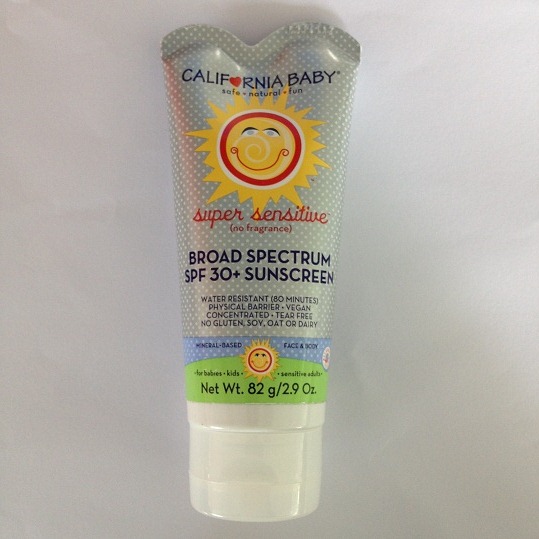 CALIFORNIA BABY®
safe • natural • fun
super sensitive
(no fragrance)
BROAD SPECTRUM
SPF 30+ SUNSCREEN
WATER RESISTANT (80 MINUTES)
PHYSICAL BARRIER • VEGAN
CONCENTRATED • TEAR FREE
NO GLUTEN, SOY, OAT OR DAIRY
MINERAL-BASED FACE & BODY
• for babies • kids • • sensitive adults •
Net Wt. 82 g/2.9 Oz.